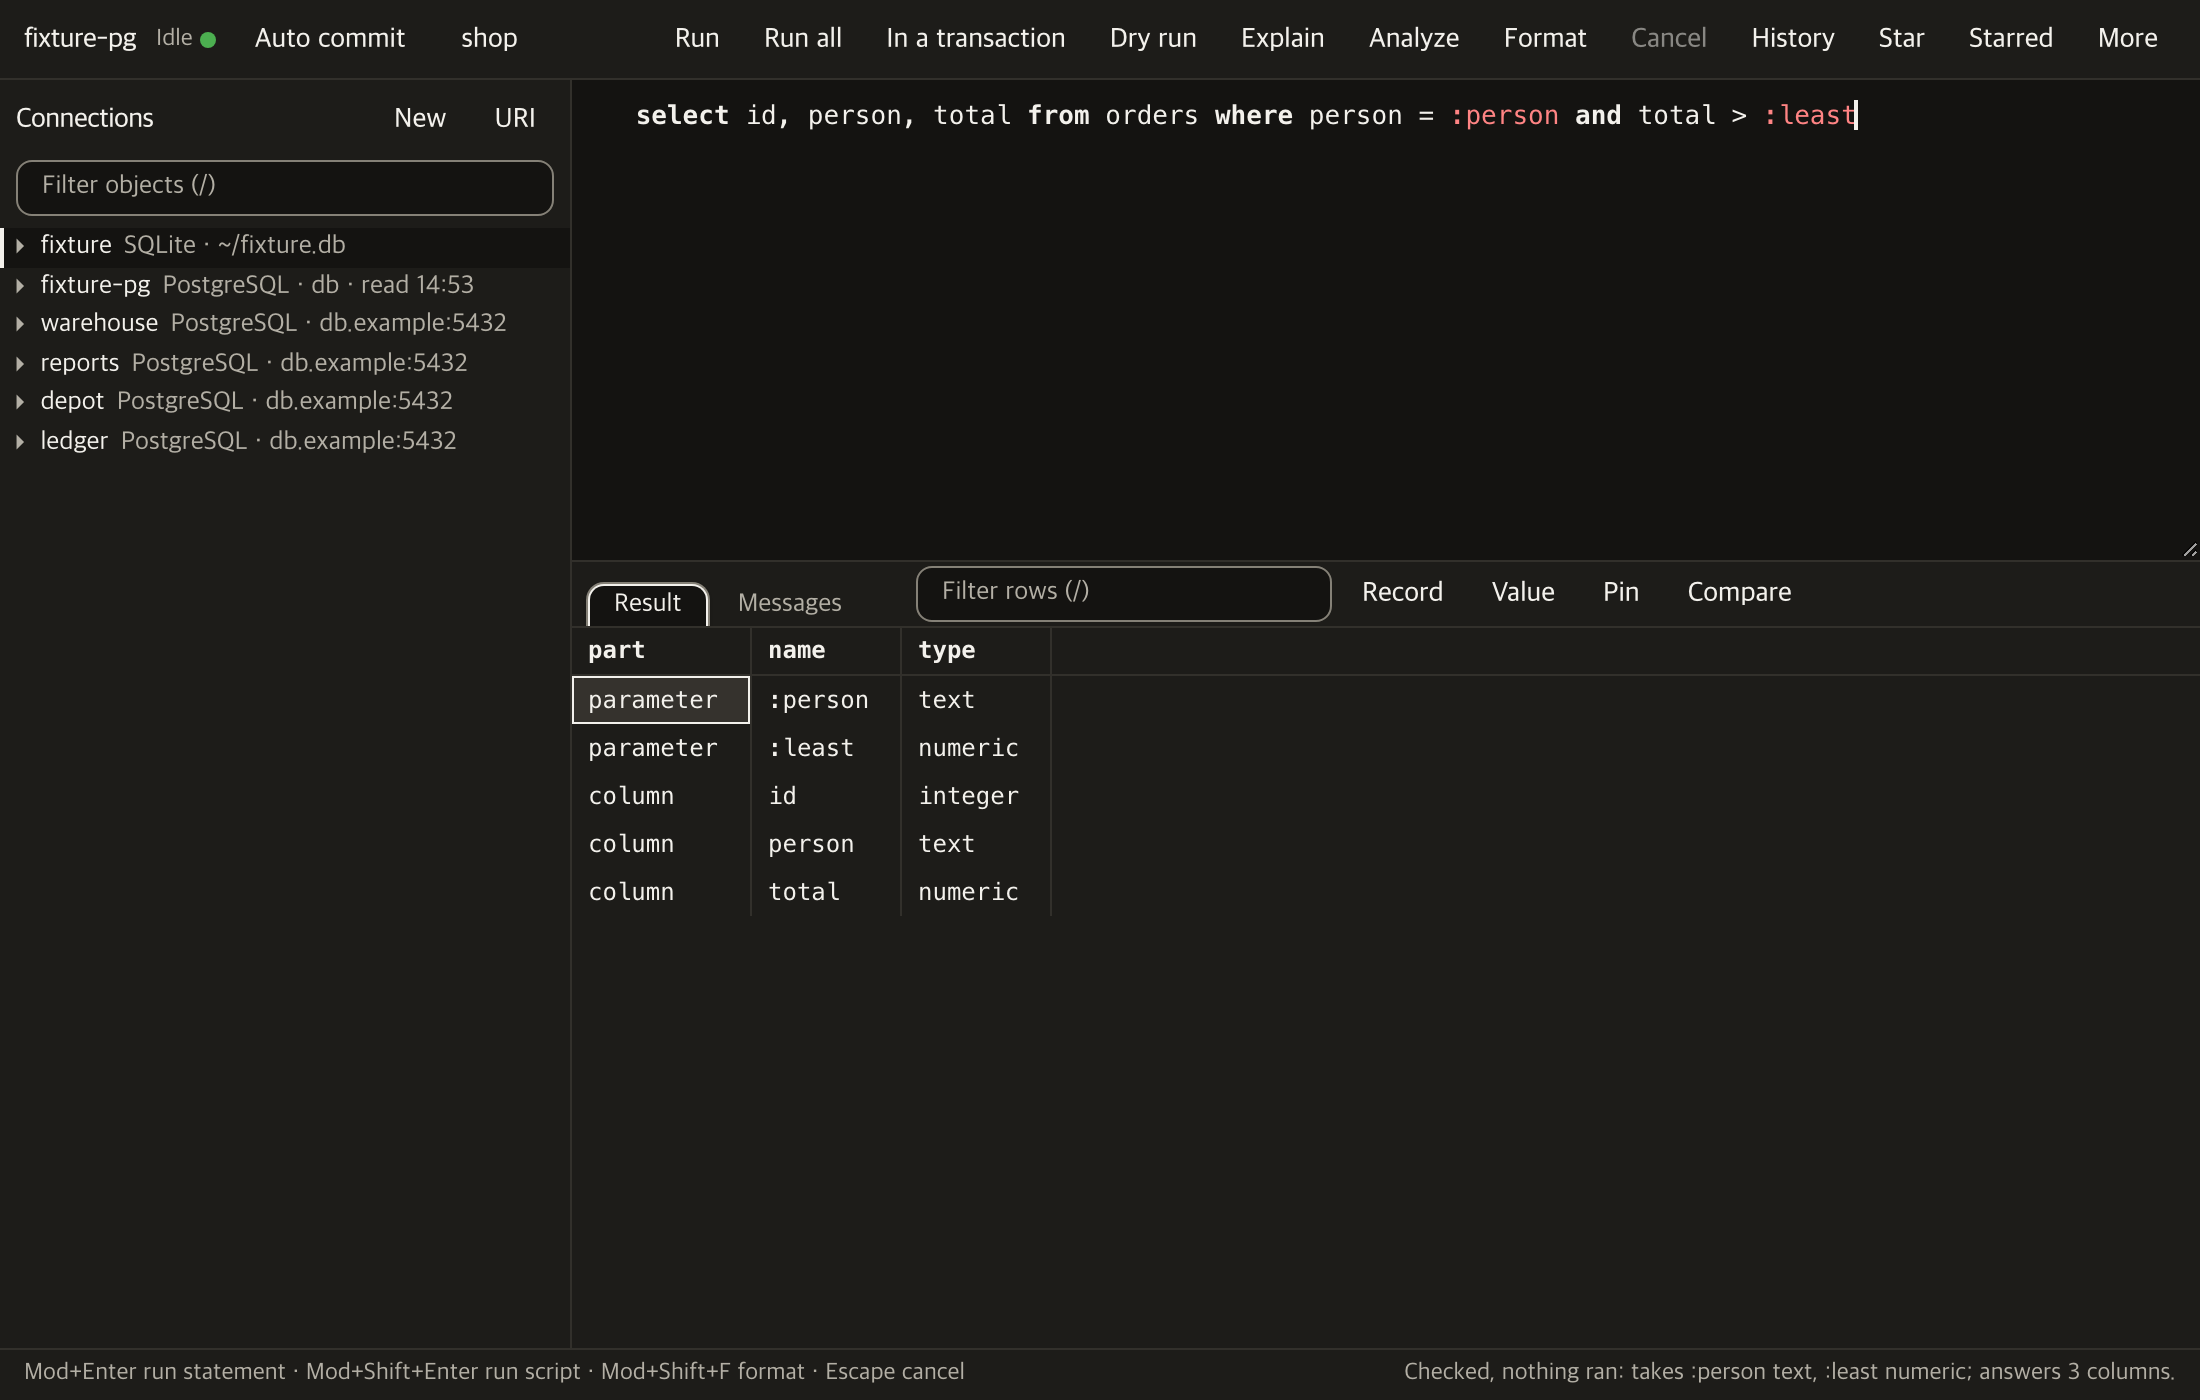 fixture-pg Idle Auto commit shop Run Run all In a transaction Dry run Explain Analyze Format Cancel History Star Starred More
Connections New URI
Filter objects (/)
fixture SQLite · ~/fixture.db
fixture-pg PostgreSQL · db · read 14:53
warehouse PostgreSQL · db.example:5432
reports PostgreSQL · db.example:5432
depot PostgreSQL · db.example:5432
ledger PostgreSQL · db.example:5432
select id, person, total from orders where person = :person and total > :least
Result Messages Filter rows (/) Record Value Pin Compare
part name type
parameter :person text
parameter :least numeric
column id integer
column person text
column total numeric
Mod+Enter run statement · Mod+Shift+Enter run script · Mod+Shift+F format · Escape cancel
Checked, nothing ran: takes :person text, :least numeric; answers 3 columns.